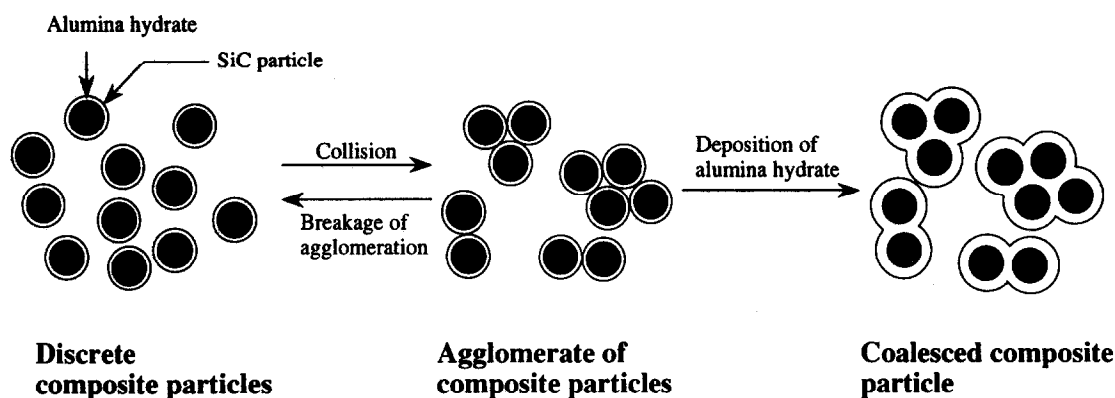 Alumina hydrate
SiC particle
Collision
Breakage of
agglomeration
Deposition of
alumina hydrate
Discrete
composite particles
Agglomerate of
composite particles
Coalesced composite
particle